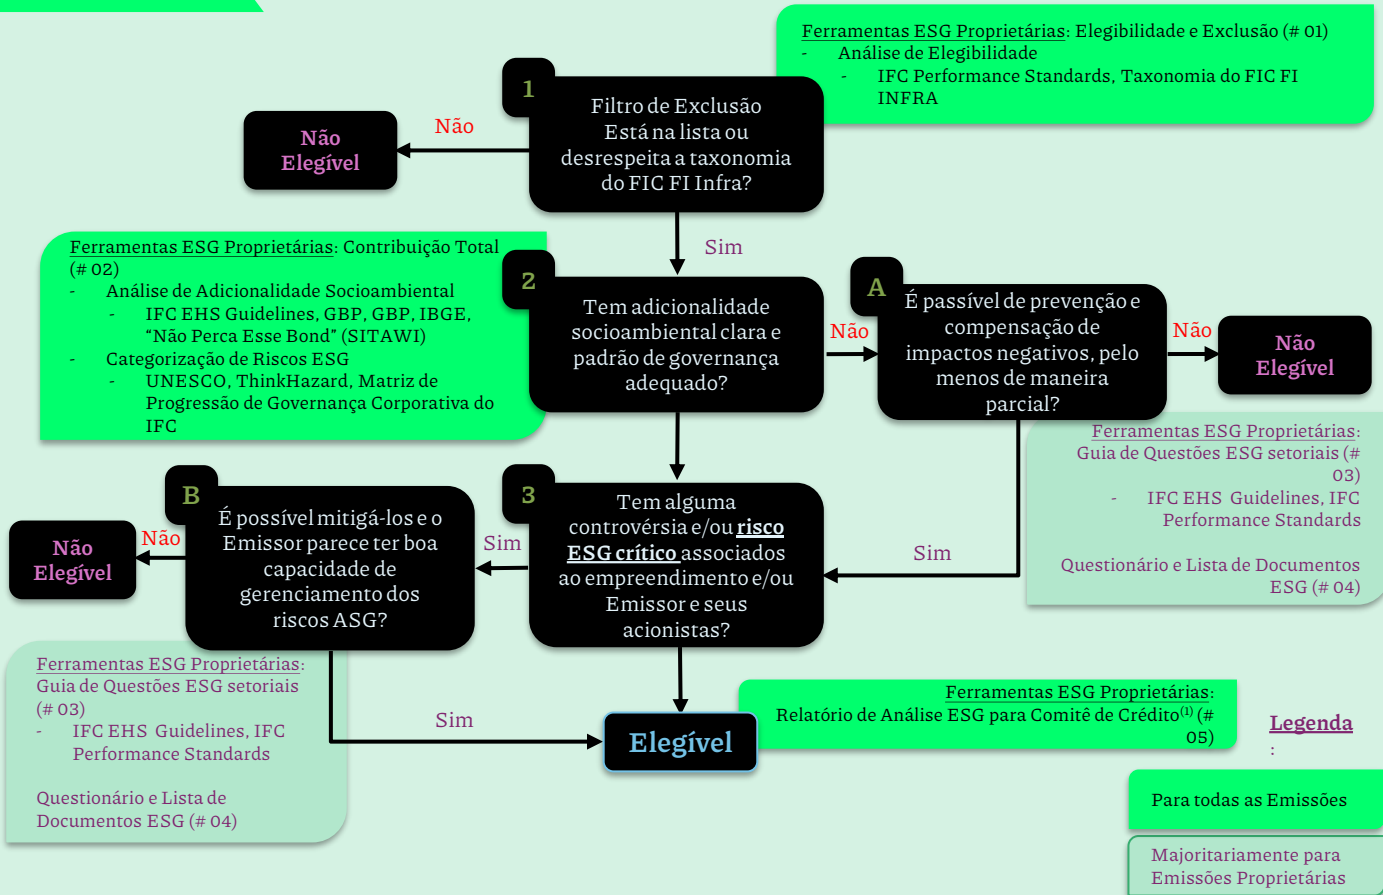 Ferramentas ESG Proprietárias: Elegibilidade e Exclusão (# 01)
- Análise de Elegibilidade
- IFC Performance Standards, Taxonomia do FIC FI
INFRA
1
Filtro de Exclusão
Está na lista ou
desrespeita a taxonomia
do FIC FI Infra?
Não
Não
Elegível
Sim
Ferramentas ESG Proprietárias: Contribuição Total
(# 02)
- Análise de Adicionalidade Socioambiental
- IFC EHS Guidelines, GBP, GBP, IBGE,
“Não Perca Esse Bond” (SITAWI)
- Categorização de Riscos ESG
- UNESCO, ThinkHazard, Matriz de
Progressão de Governança Corporativa do
IFC
2
Tem adicionalidade
socioambiental clara e
padrão de governança
adequado?
Não
A
É passível de prevenção e
compensação de
impactos negativos, pelo
menos de maneira
parcial?
Não
Não
Elegível
Ferramentas ESG Proprietárias:
Guia de Questões ESG setoriais (#
03)
- IFC EHS Guidelines, IFC
Performance Standards
Questionário e Lista de Documentos
ESG (# 04)
Sim
3
Tem alguma
controvérsia e/ou risco
ESG crítico associados
ao empreendimento e/ou
Emissor e seus
acionistas?
Sim
B
É possível mitigá-los e o
Emissor parece ter boa
capacidade de
gerenciamento dos
riscos ASG?
Não
Não
Elegível
Ferramentas ESG Proprietárias:
Guia de Questões ESG setoriais
(# 03)
- IFC EHS Guidelines, IFC
Performance Standards
Questionário e Lista de
Documentos ESG (# 04)
Sim
Elegível
Ferramentas ESG Proprietárias:
Relatório de Análise ESG para Comitê de Crédito(1) (#
05)
Legenda
:
Para todas as Emissões
Majoritariamente para
Emissões Proprietárias